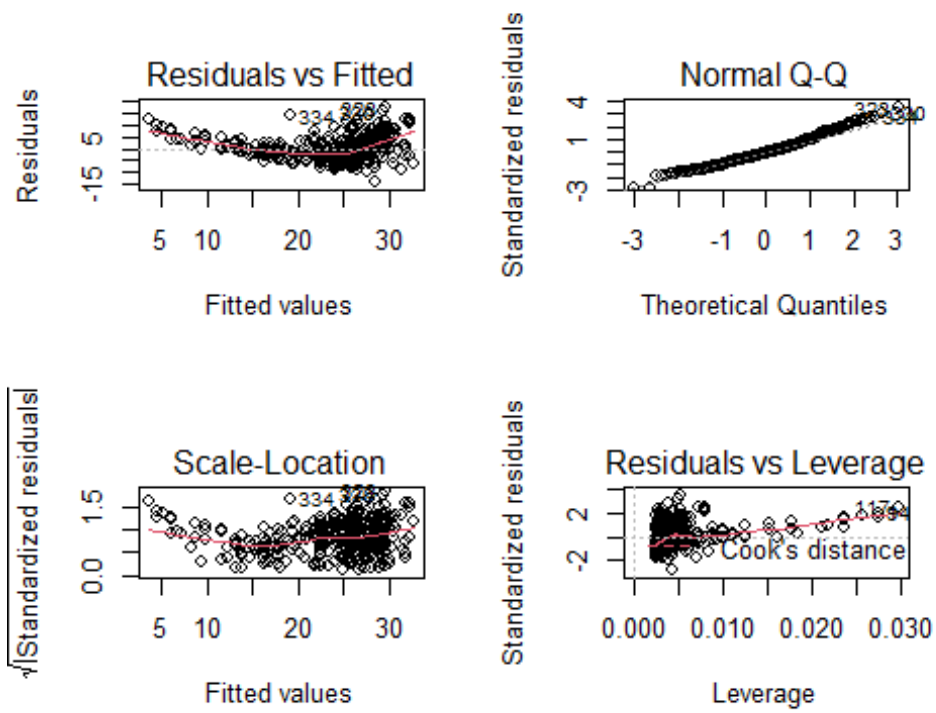 Residuals vs Fitted
Residuals
5
-15
334
5 10 20 30
Fitted values
Normal Q-Q
Standardized residuals
4
1
-3
-3 -1 0 1 2 3
Theoretical Quantiles
Scale-Location
√|Standardized residuals|
1.5
0.0
334
5 10 20 30
Fitted values
Residuals vs Leverage
Standardized residuals
2
-2
Cook's distance
0.000 0.010 0.020 0.030
Leverage